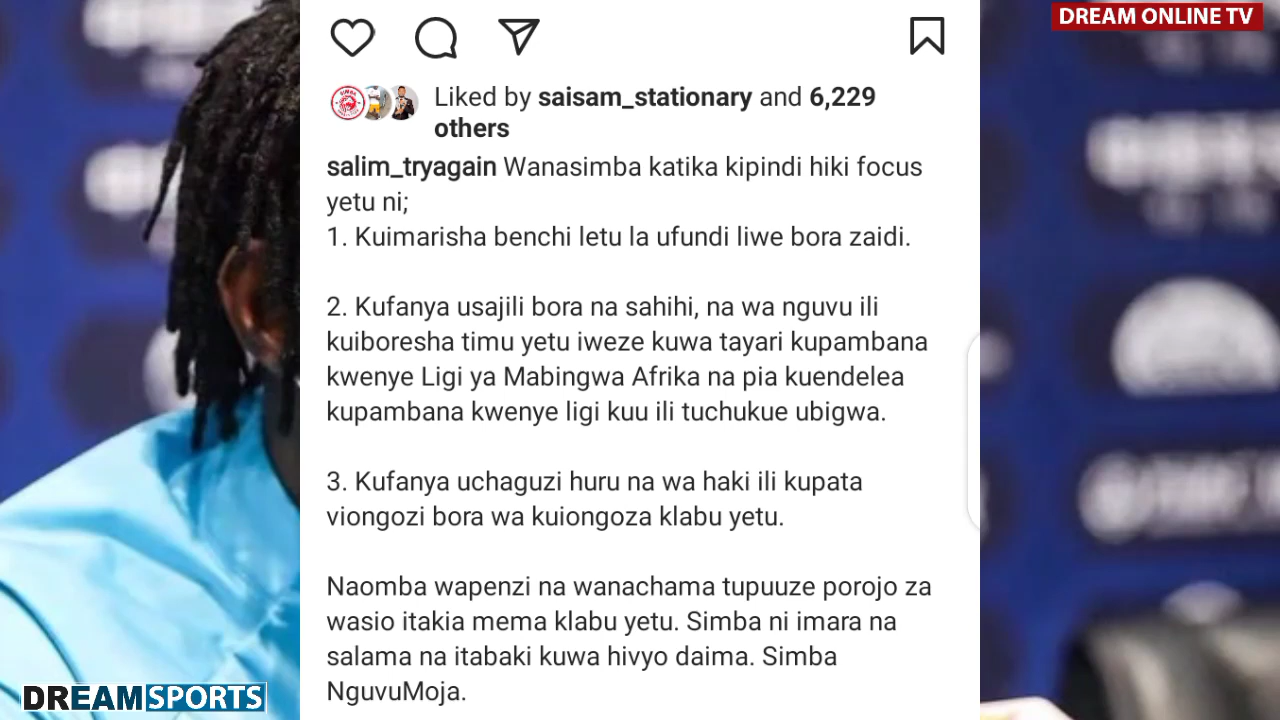 DREAM ONLINE TV
Liked by saisam_stationary and 6,229
others
salim_tryagain Wanasimba katika kipindi hiki focus
yetu ni;
1. Kuimarisha benchi letu la ufundi liwe bora zaidi.
2. Kufanya usajili bora na sahihi, na wa nguvu ili
kuiboresha timu yetu iweze kuwa tayari kupambana
kwenye Ligi ya Mabingwa Afrika na pia kuendelea
kupambana kwenye ligi kuu ili tuchukue ubigwa.
3. Kufanya uchaguzi huru na wa haki ili kupata
viongozi bora wa kuiongoza klabu yetu.
Naomba wapenzi na wanachama tupuuze porojo za
wasio itakia mema klabu yetu. Simba ni imara na
salama na itabaki kuwa hivyo daima. Simba
NguvuMoja.
DREAMSPORTS